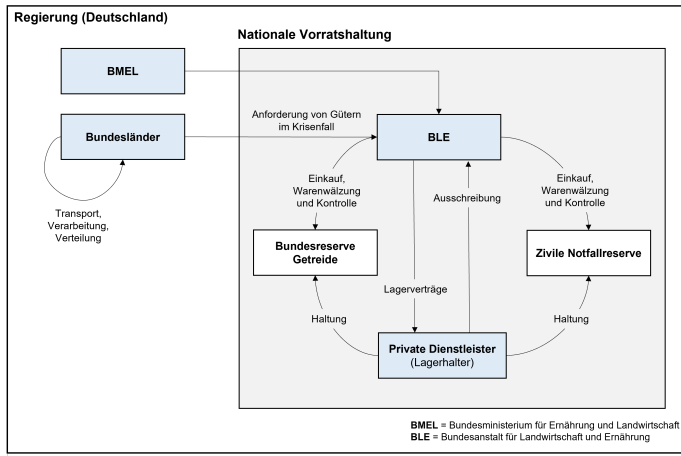 Regierung (Deutschland)
Nationale Vorratshaltung
BMEL
Bundesländer
Anforderung von Gütern
im Krisenfall
BLE
Transport,
Verarbeitung,
Verteilung
Einkauf,
Warenwälzung
und Kontrolle
Ausschreibung
Einkauf,
Warenwälzung
und Kontrolle
Bundesreserve
Getreide
Zivile Notfallreserve
Lagerverträge
Haltung
Haltung
Private Dienstleister
(Lagerhalter)
BMEL = Bundesministerium für Ernährung und Landwirtschaft
BLE = Bundesanstalt für Landwirtschaft und Ernährung